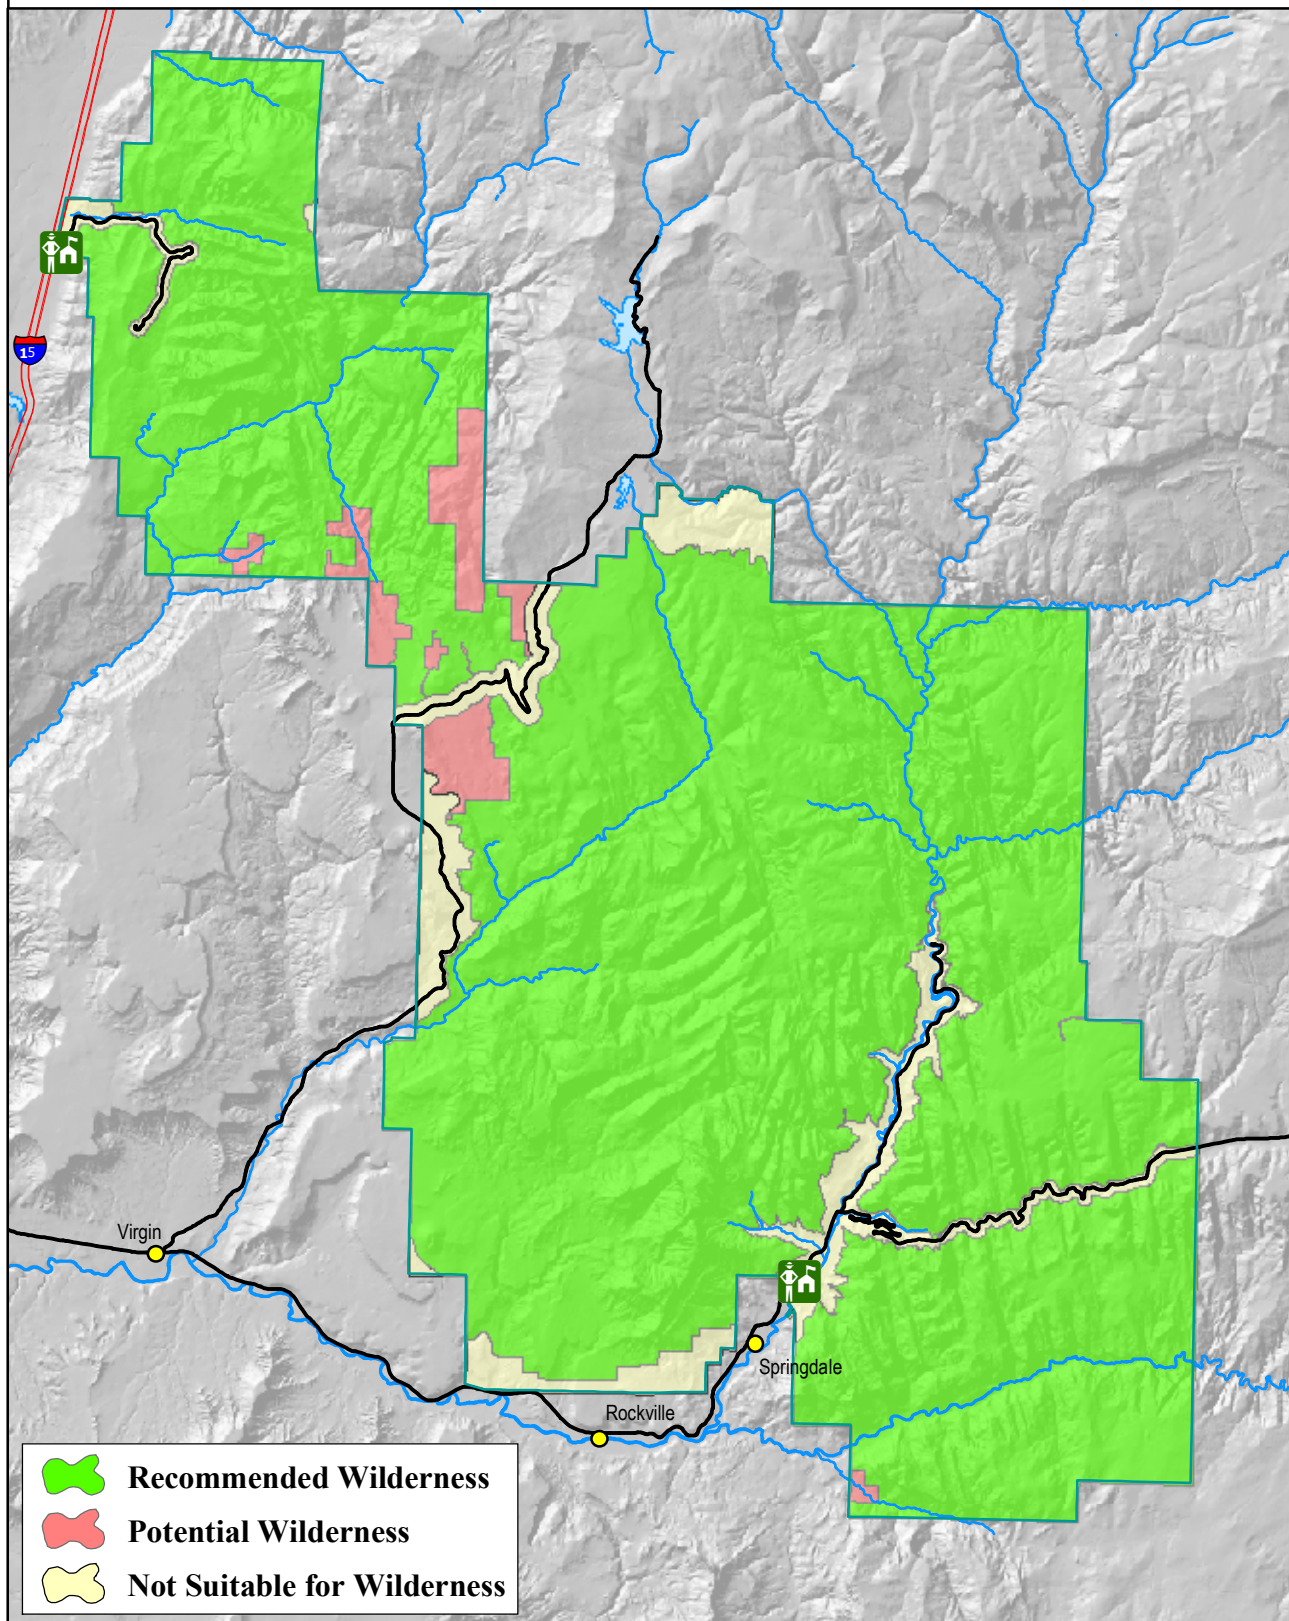 15
Virgin
Springdale
Rockville
Recommended Wilderness
Potential Wilderness
Not Suitable for Wilderness